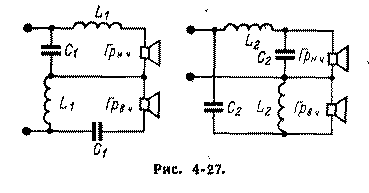 L₁
C₁
Гр н.ч
L₁
Гр в.ч
C₁
L₂
C₂
Гр н.ч
C₂
L₂
Гр в.ч
Рис. 4-27.